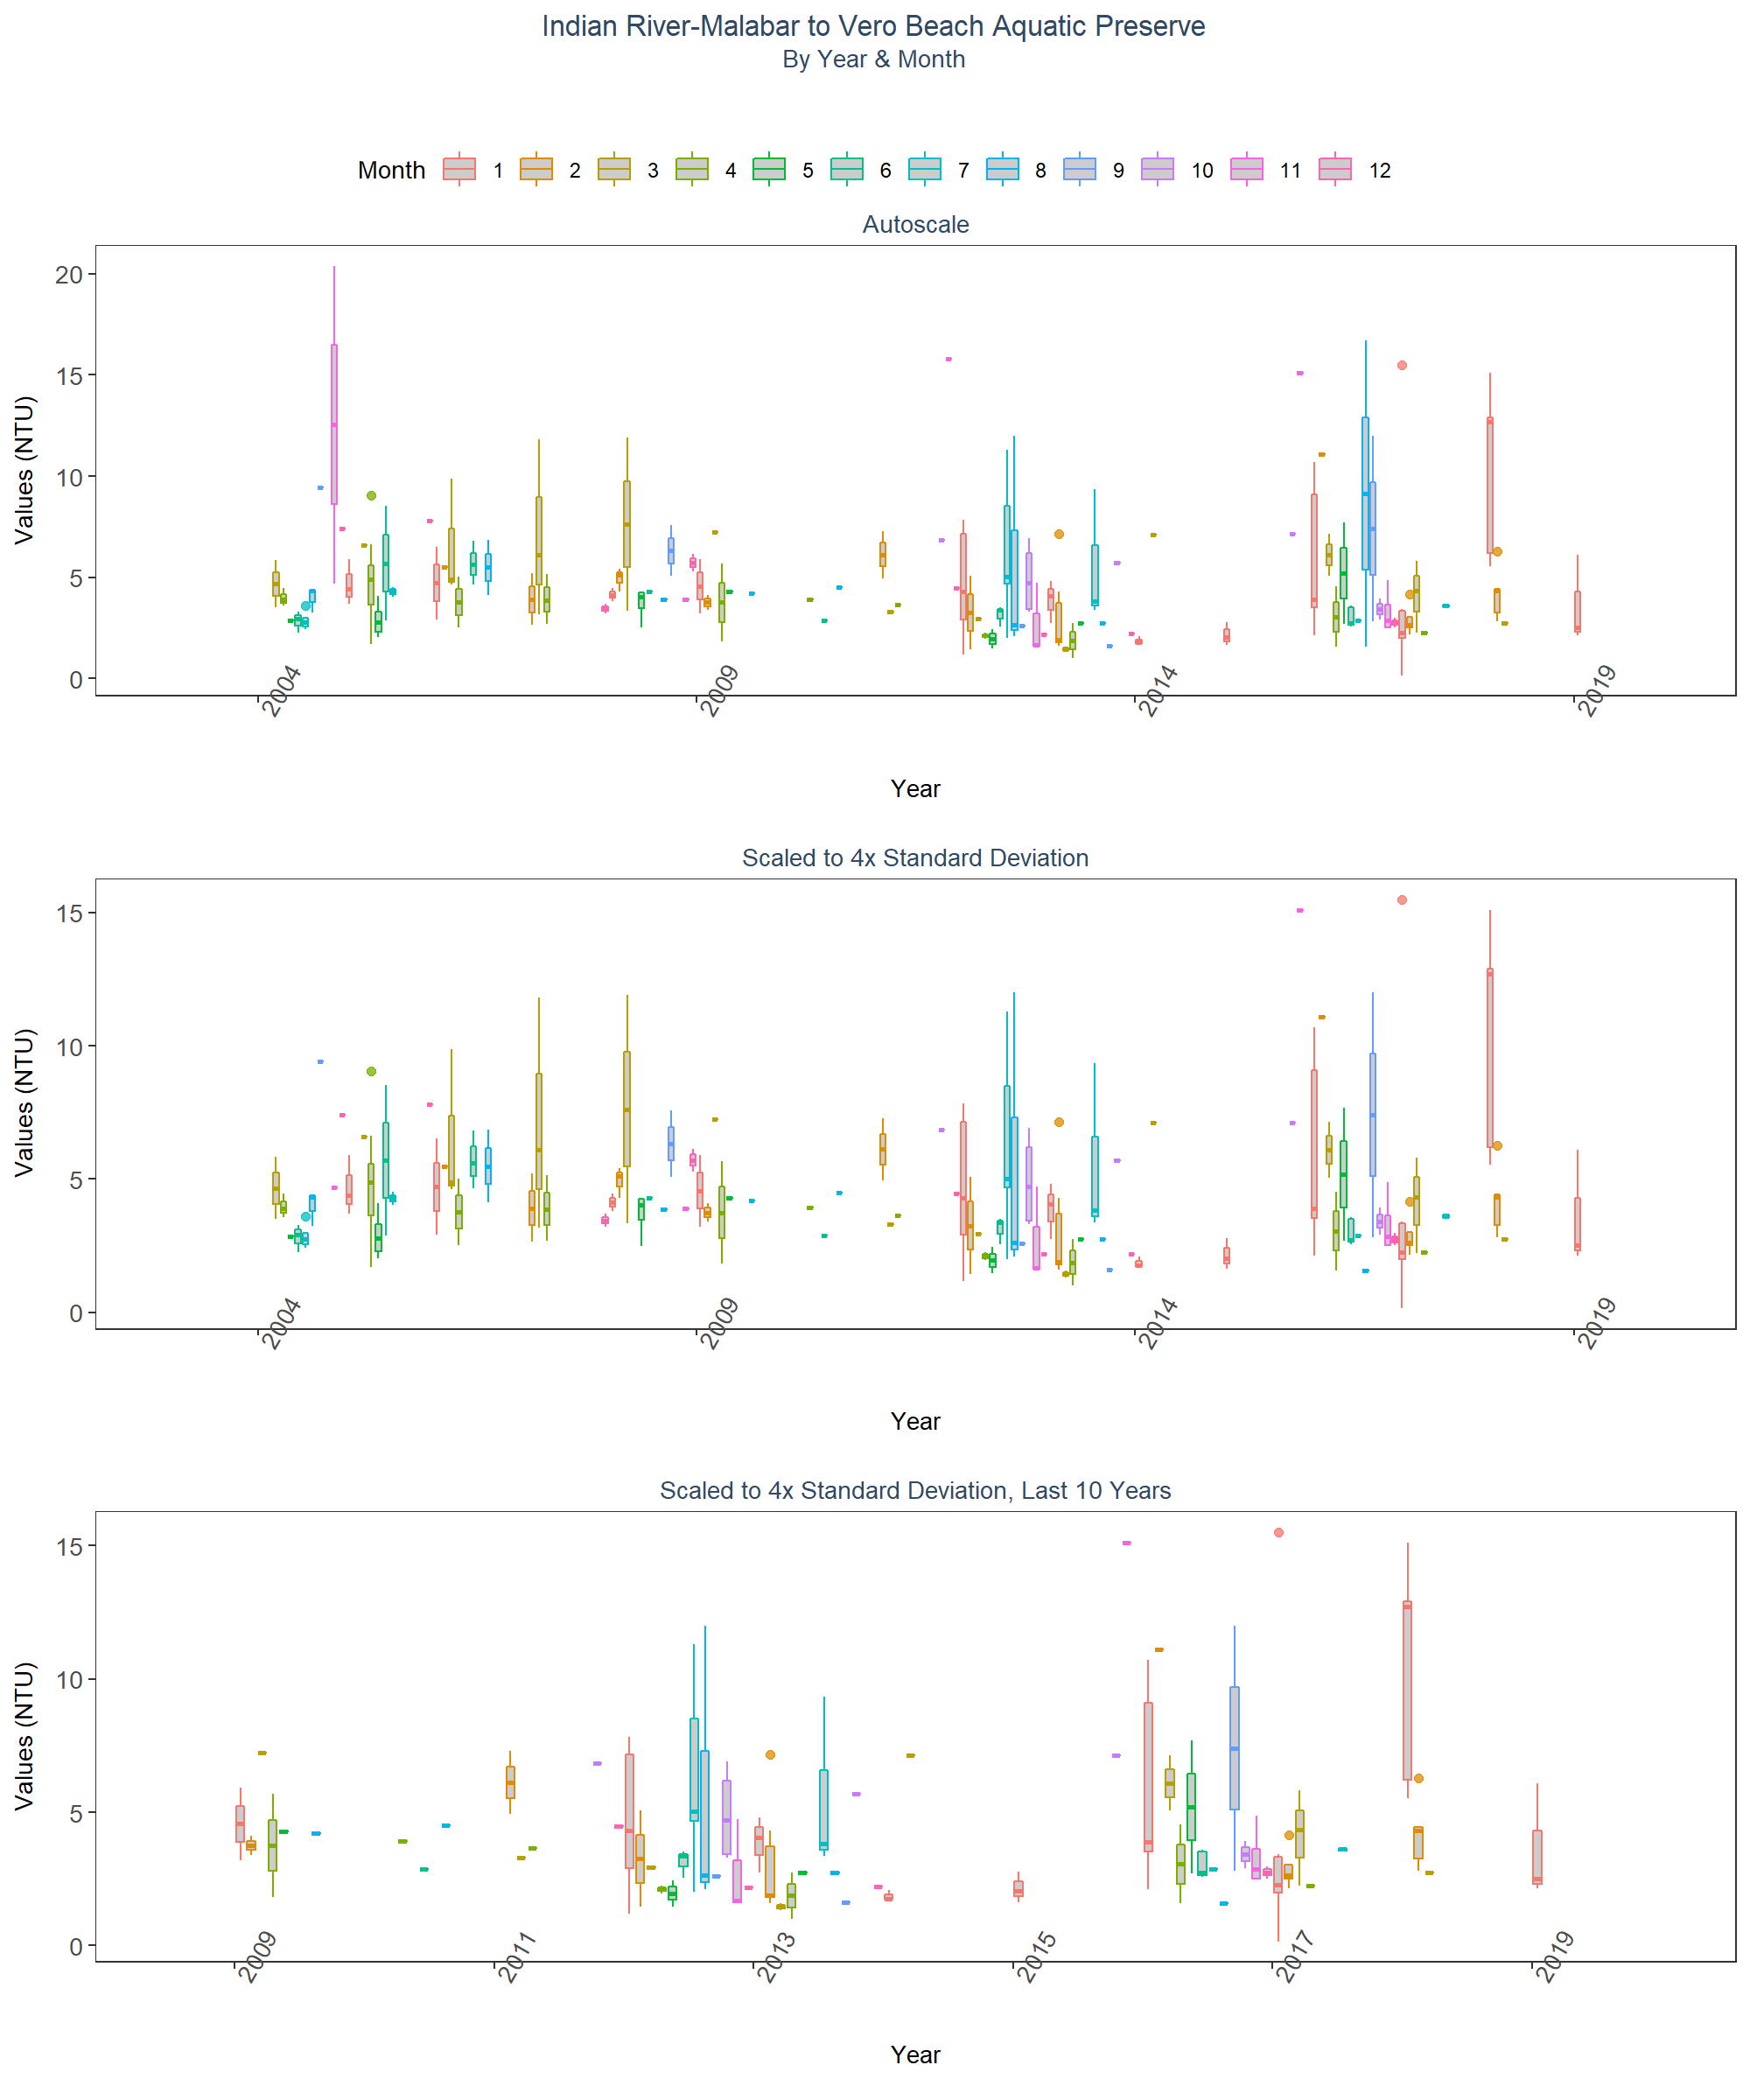 Indian River-Malabar to Vero Beach Aquatic Preserve
By Year & Month
Month 1 2 3 4 5 6 7 8 9 10 11 12
Autoscale
Values (NTU)
20
15
10
5
0
2004 2009 2014 2019
Year
Scaled to 4x Standard Deviation
Values (NTU)
15
10
5
0
2004 2009 2014 2019
Year
Scaled to 4x Standard Deviation, Last 10 Years
Values (NTU)
15
10
5
0
2009 2011 2013 2015 2017 2019
Year